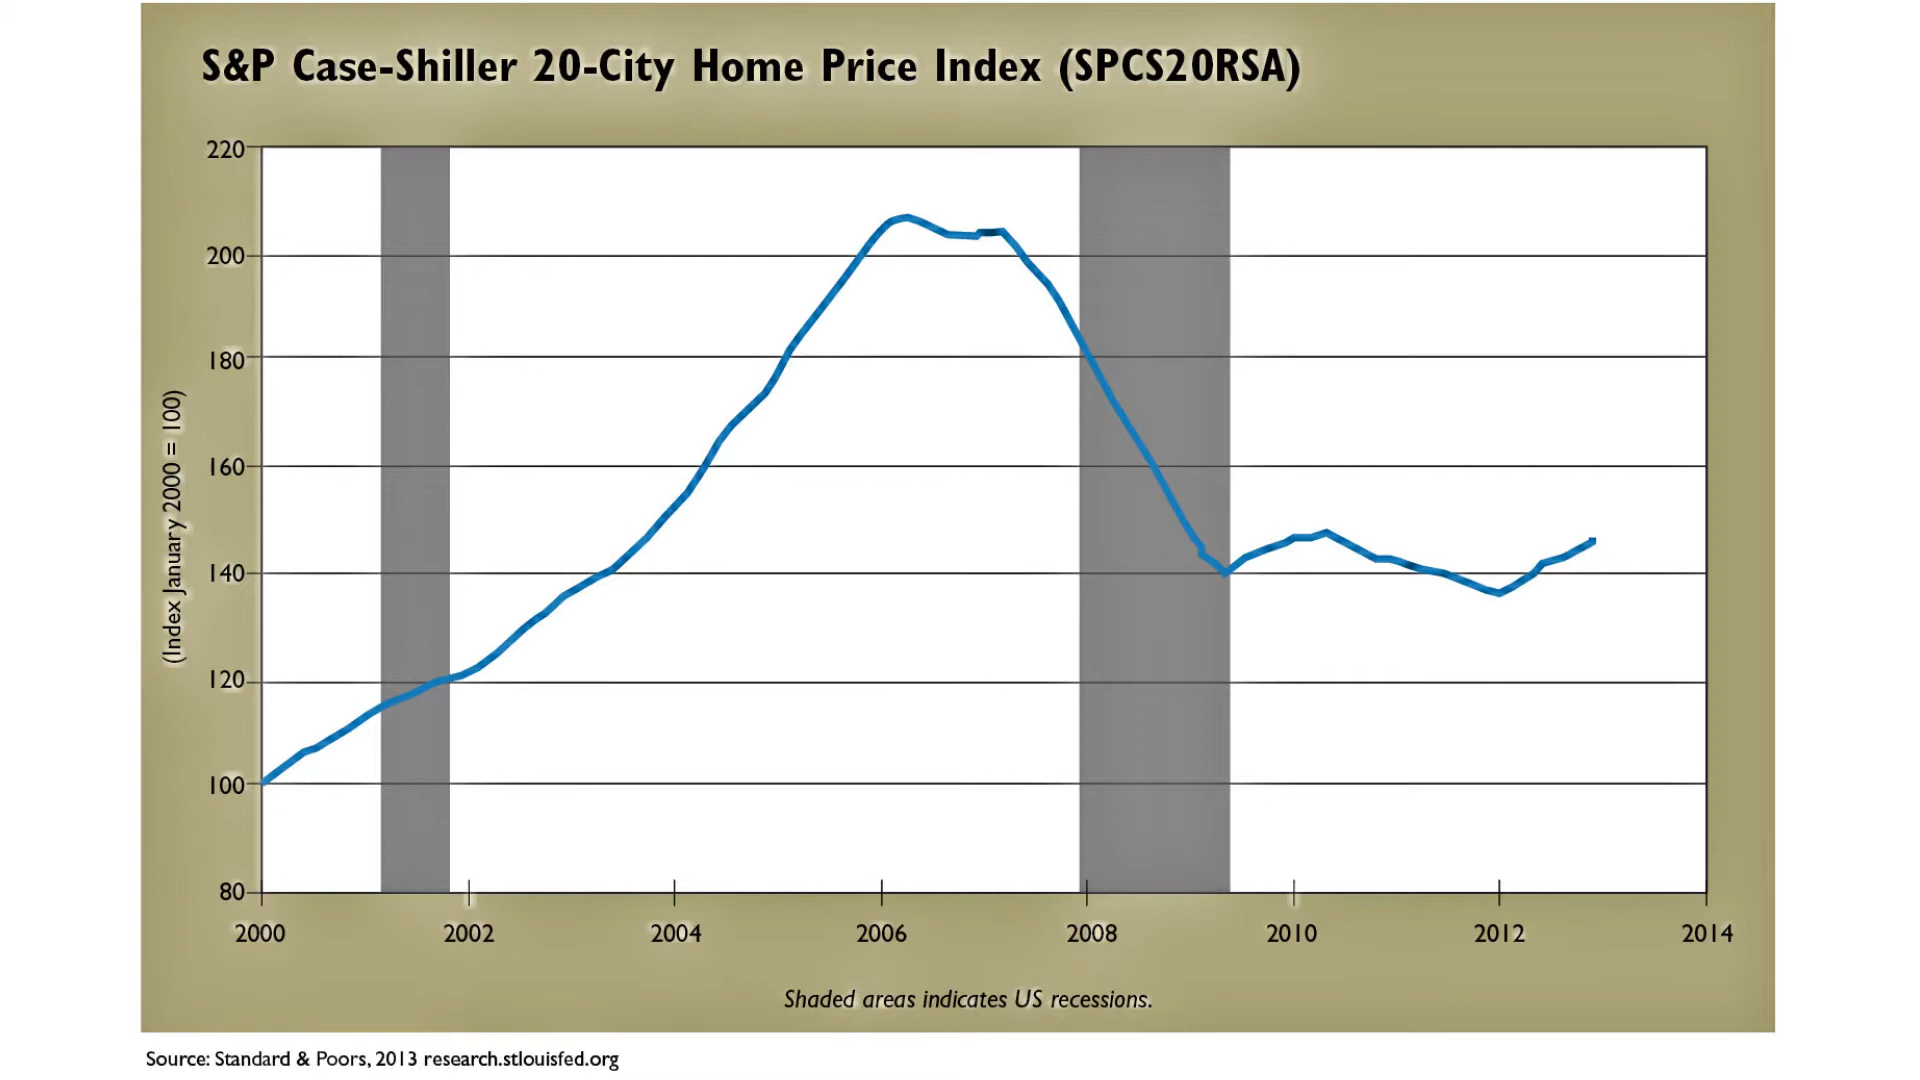 S&P Case-Shiller 20-City Home Price Index (SPCS20RSA)
220
200
180
160
140
120
100
80
(Index January 2000 = 100)
2000 2002 2004 2006 2008 2010 2012 2014
Shaded areas indicates US recessions.
Source: Standard & Poors, 2013 research.stlouisfed.org